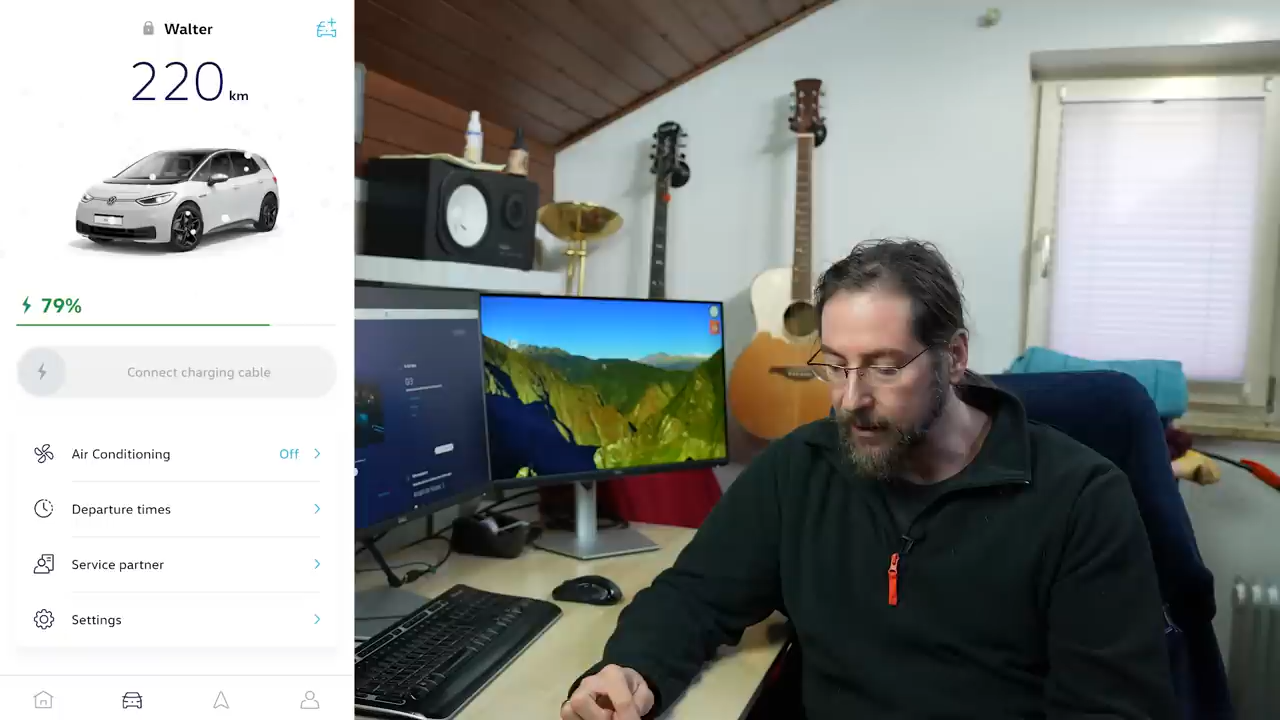 Walter
220 km
79%
Connect charging cable
Air Conditioning Off
Departure times
Service partner
Settings